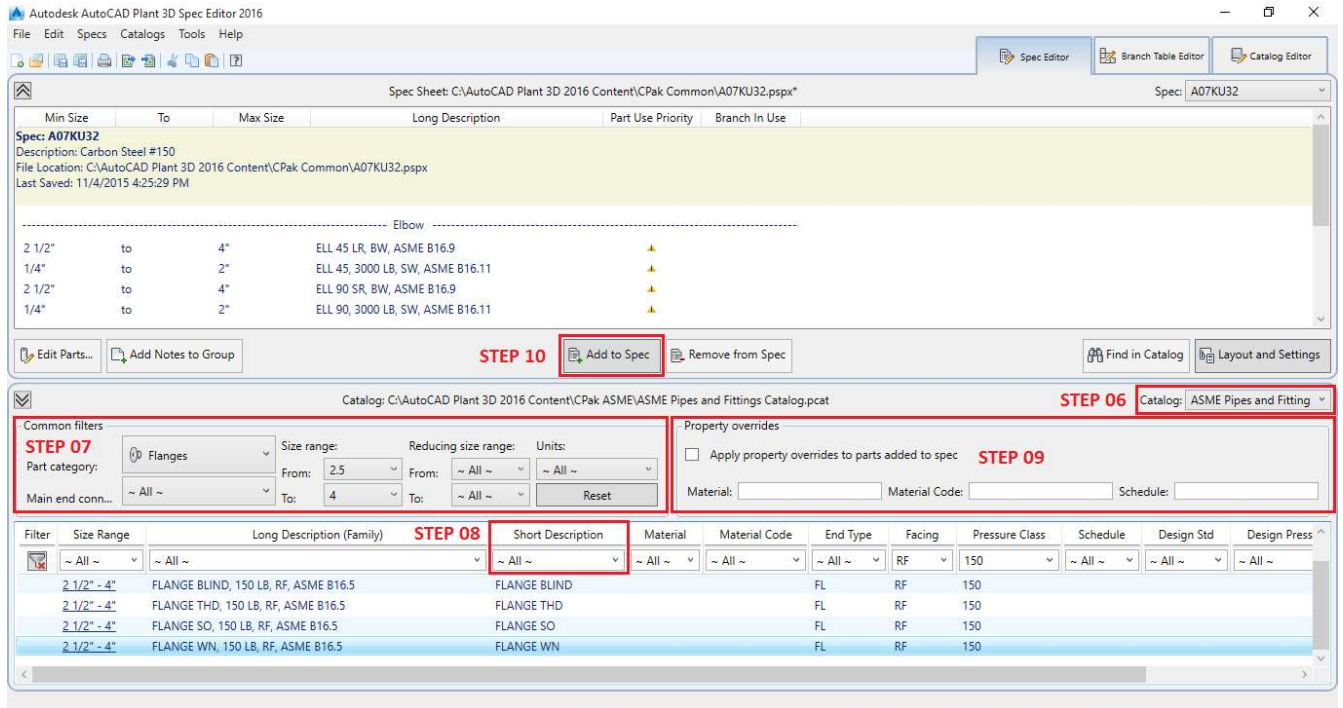 Autodesk AutoCAD Plant 3D Spec Editor 2016
File Edit Specs Catalogs Tools Help
Spec Editor Branch Table Editor Catalog Editor
Spec Sheet: C:\AutoCAD Plant 3D 2016 Content\CPak Common\A07KU32.pspx* Spec: A07KU32
Min Size To Max Size Long Description Part Use Priority Branch In Use
Spec: A07KU32
Description: Carbon Steel #150
File Location: C:\AutoCAD Plant 3D 2016 Content\CPak Common\A07KU32.pspx
Last Saved: 11/4/2015 4:25:29 PM
Elbow
2 1/2" to 4" ELL 45 LR, BW, ASME B16.9
1/4" to 2" ELL 45, 3000 LB, SW, ASME B16.11
2 1/2" to 4" ELL 90 SR, BW, ASME B16.9
1/4" to 2" ELL 90, 3000 LB, SW, ASME B16.11
Edit Parts... Add Notes to Group STEP 10 Add to Spec Remove from Spec Find in Catalog Layout and Settings
Catalog: C:\AutoCAD Plant 3D 2016 Content\CPak ASME\ASME Pipes and Fittings Catalog.pcat STEP 06 Catalog: ASME Pipes and Fitting
Common filters Property overrides
STEP 07 Flanges Size range: Reducing size range: Units: Apply property overrides to parts added to spec STEP 09
Part category: From: 2.5 From: ~ All ~ ~ All ~
Main end conn... ~ All ~ To: 4 To: ~ All ~ Reset Material: Material Code: Schedule:
Filter Size Range Long Description (Family) STEP 08 Short Description Material Material Code End Type Facing Pressure Class Schedule Design Std Design Press
~ All ~ ~ All ~ ~ All ~ ~ All ~ ~ All ~ ~ All ~ RF 150 ~ All ~ ~ All ~ ~ All ~
2 1/2" - 4" FLANGE BLIND, 150 LB, RF, ASME B16.5 FLANGE BLIND FL RF 150
2 1/2" - 4" FLANGE THD, 150 LB, RF, ASME B16.5 FLANGE THD FL RF 150
2 1/2" - 4" FLANGE SO, 150 LB, RF, ASME B16.5 FLANGE SO FL RF 150
2 1/2" - 4" FLANGE WN, 150 LB, RF, ASME B16.5 FLANGE WN FL RF 150